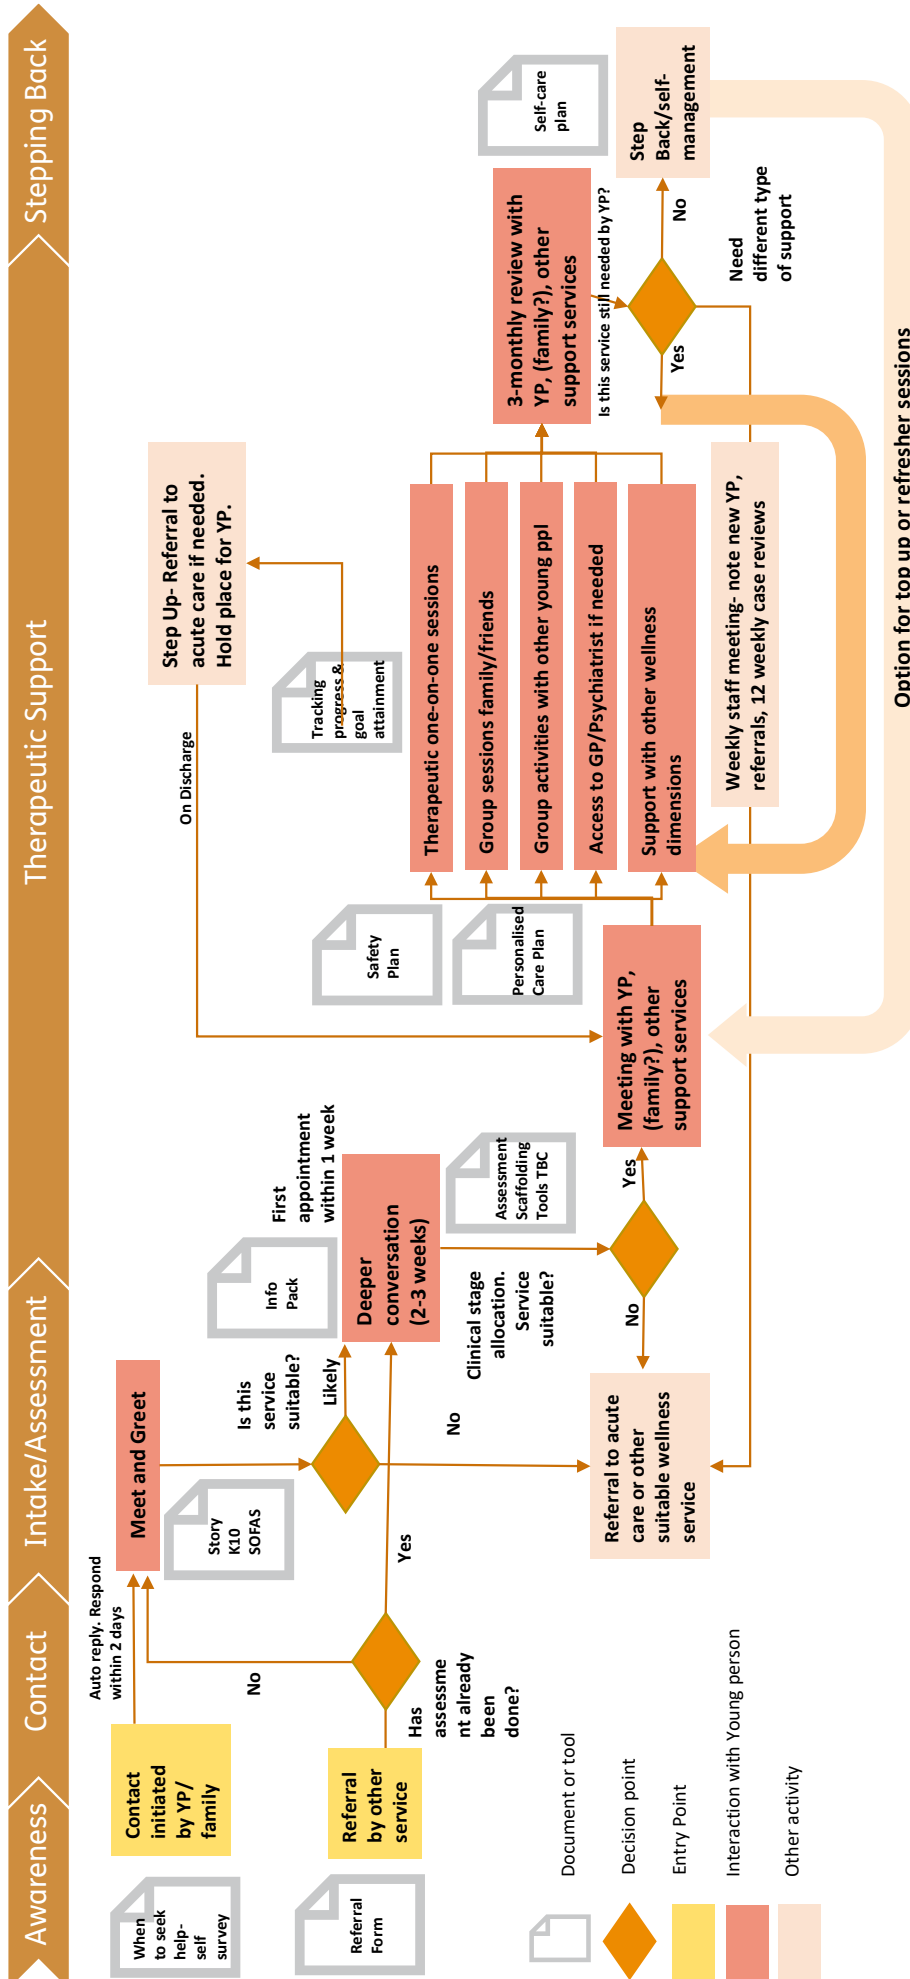 Awareness
Contact
Intake/Assessment
Therapeutic Support
Stepping Back
When
to seek
help-
self
survey
Contact
initiated
by YP/
family
Auto reply. Respond
within 2 days
Meet and Greet
Story
K10
SOFAS
Referral
Form
Referral
by other
service
Has
assessme
nt already
been
done?
No
Yes
Is this
service
suitable?
Likely
No
Info
Pack
First
appointment
within 1 week
Deeper
conversation
(2-3 weeks)
Assessment
Scaffolding
Tools TBC
Clinical stage
allocation.
Service
suitable?
No
Yes
Referral to acute
care or other
suitable wellness
service
Meeting with YP,
(family?), other
support services
Safety
Plan
Personalised
Care Plan
On Discharge
Step Up- Referral to
acute care if needed.
Hold place for YP.
Tracking
progress &
goal
attainment
Therapeutic one-on-one sessions
Group sessions family/friends
Group activities with other young ppl
Access to GP/Psychiatrist if needed
Support with other wellness
dimensions
Weekly staff meeting- note new YP,
referrals, 12 weekly case reviews
3-monthly review with
YP, (family?), other
support services
Is this service still needed by YP?
Yes
No
Need
different type
of support
Self-care
plan
Step
Back/self-
management
Option for top up or refresher sessions
Document or tool
Decision point
Entry Point
Interaction with Young person
Other activity